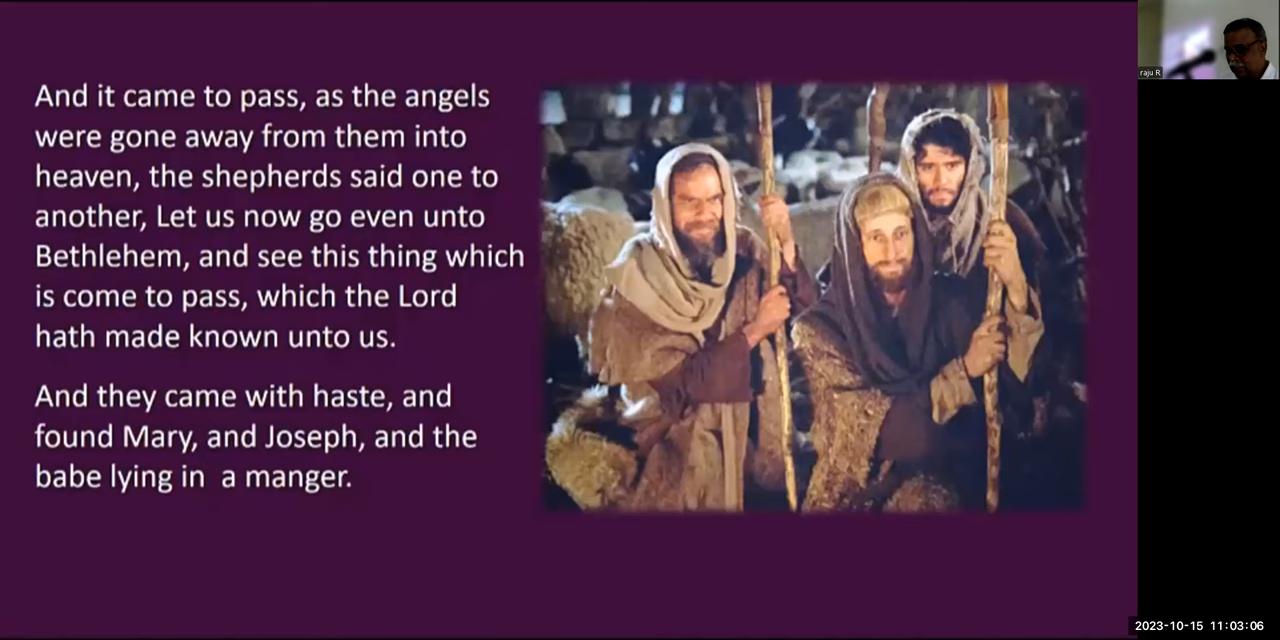 And it came to pass, as the angels
were gone away from them into
heaven, the shepherds said one to
another, Let us now go even unto
Bethlehem, and see this thing which
is come to pass, which the Lord
hath made known unto us.
And they came with haste, and
found Mary, and Joseph, and the
babe lying in  a manger.
raju R
2023-10-15 11:03:06